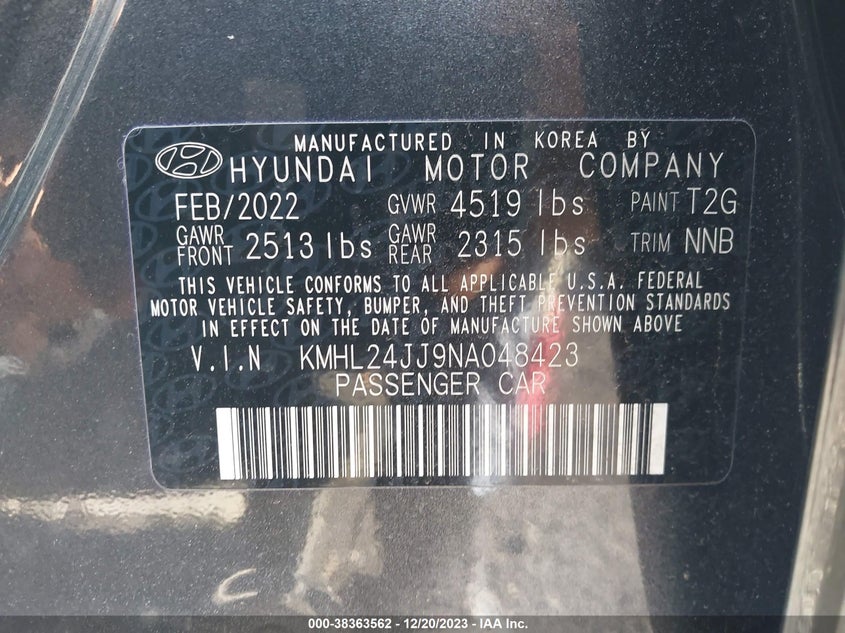 MANUFACTURED IN KOREA BY
HYUNDAI MOTOR COMPANY
FEB/2022 GVWR 4519 lbs PAINT T2G
GAWR FRONT 2513 lbs GAWR REAR 2315 lbs TRIM NNB
THIS VEHICLE CONFORMS TO ALL APPLICABLE U.S.A. FEDERAL
MOTOR VEHICLE SAFETY, BUMPER, AND THEFT PREVENTION STANDARDS
IN EFFECT ON THE DATE OF MANUFACTURE SHOWN ABOVE
V.I.N KMHL24JJ9NA048423
PASSENGER CAR
000-38363562 - 12/20/2023 - IAA Inc.